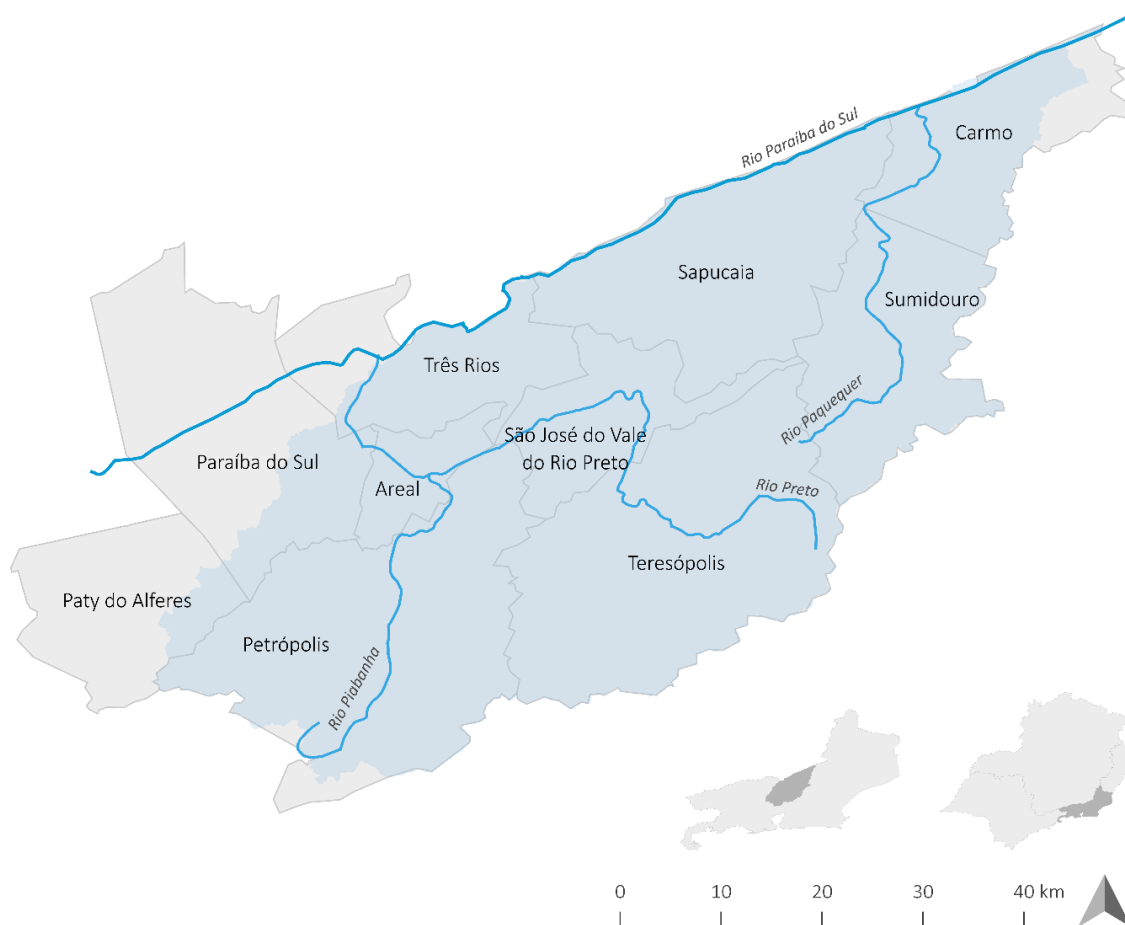 Rio Paraíba do Sul
Carmo
Sapucaia
Sumidouro
Três Rios
Rio Paquequer
São José do Vale
do Rio Preto
Paraíba do Sul
Areal
Rio Preto
Teresópolis
Paty do Alferes
Petrópolis
Rio Piabanha
0 10 20 30 40 km